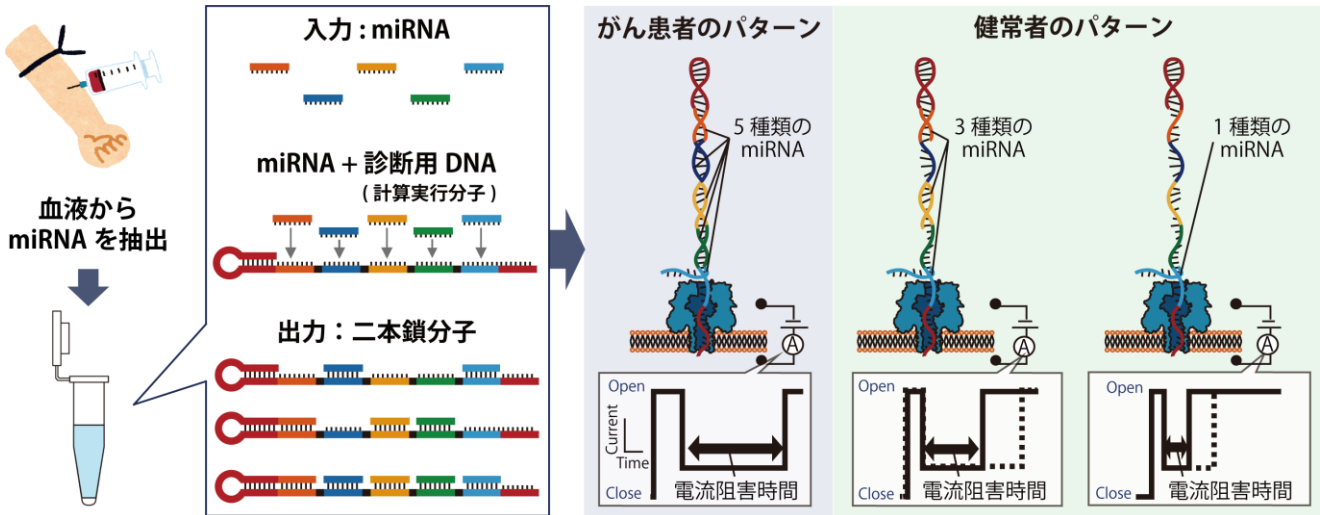 血液から
miRNA を抽出
入力 : miRNA
miRNA + 診断用 DNA
( 計算実行分子 )
出力：二本鎖分子
がん患者のパターン
5 種類の
miRNA
A
Open
Current
Time
Close
電流阻害時間
健常者のパターン
3 種類の
miRNA
A
Open
Close
電流阻害時間
1 種類の
miRNA
A
Open
Close
電流阻害時間